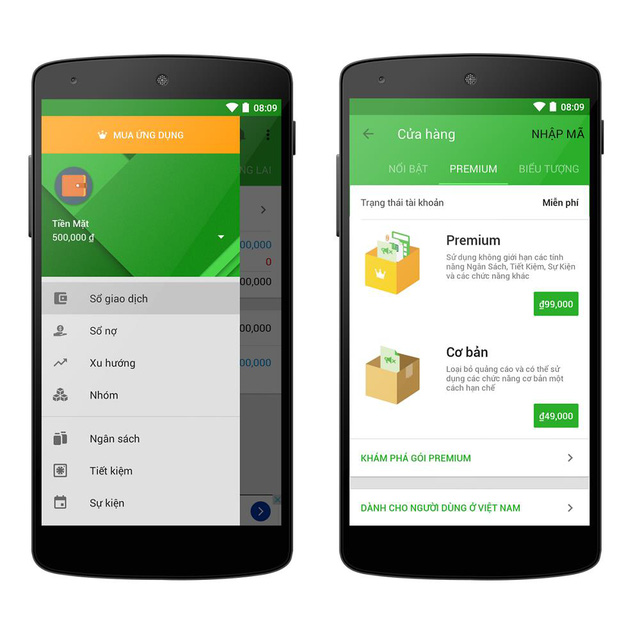 08:09
MUA ỨNG DỤNG
Tiền Mặt
500,000 ₫
Sổ giao dịch
Sổ nợ
Xu hướng
Nhóm
Ngân sách
Tiết kiệm
Sự kiện
NG LAI
00,000
0
00,000
00,000
00,000
08:09
Cửa hàng
NHẬP MÃ
NỔI BẬT
PREMIUM
BIỂU TƯỢNG
Trạng thái tài khoản
Miễn phí
Premium
Sử dụng không giới hạn các tính
năng Ngân Sách, Tiết Kiệm, Sự Kiện
và các chức năng khác
₫99,000
Cơ bản
Loại bỏ quảng cáo và có thể sử
dụng các chức năng cơ bản một
cách hạn chế
₫49,000
KHÁM PHÁ GÓI PREMIUM
DÀNH CHO NGƯỜI DÙNG Ở VIỆT NAM